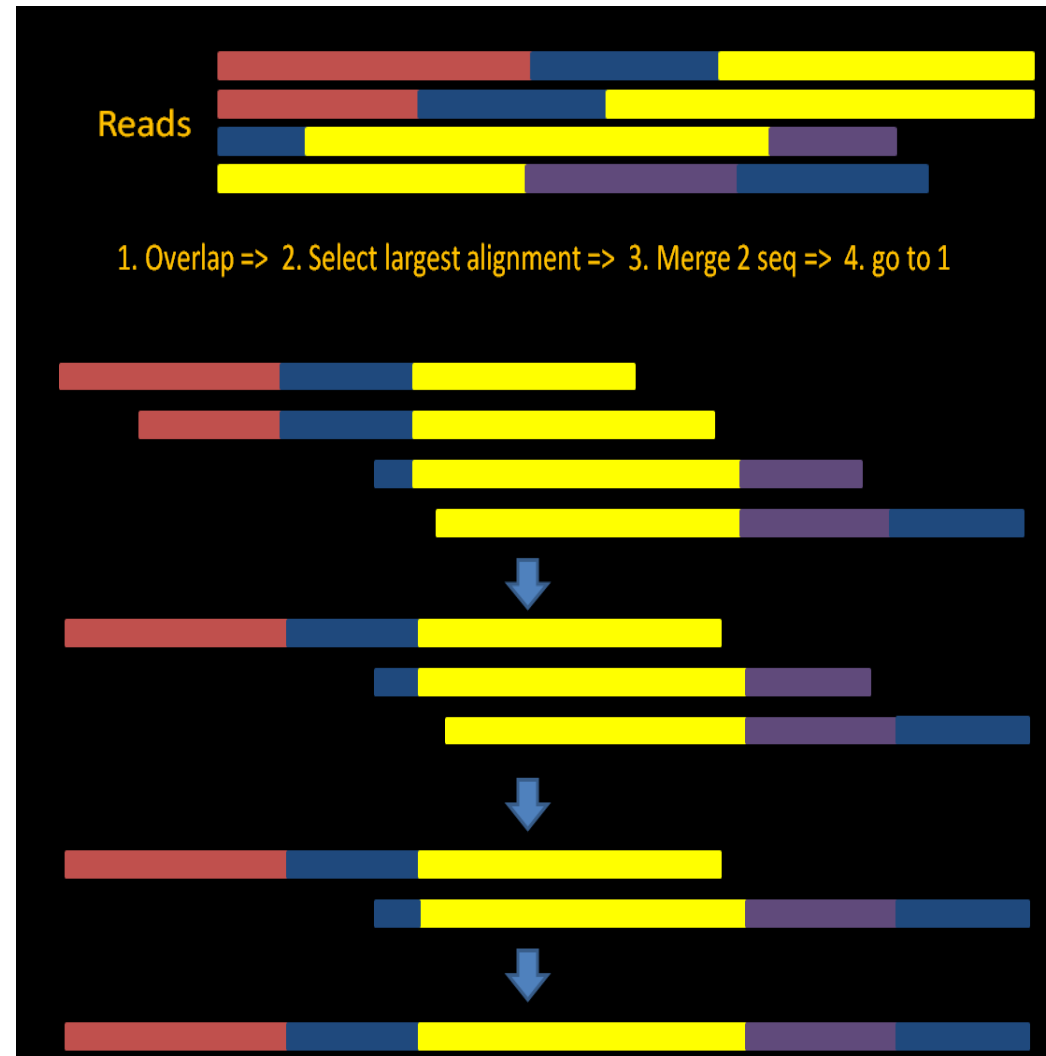 Reads
1. Overlap => 2. Select largest alignment => 3. Merge 2 seq => 4. go to 1